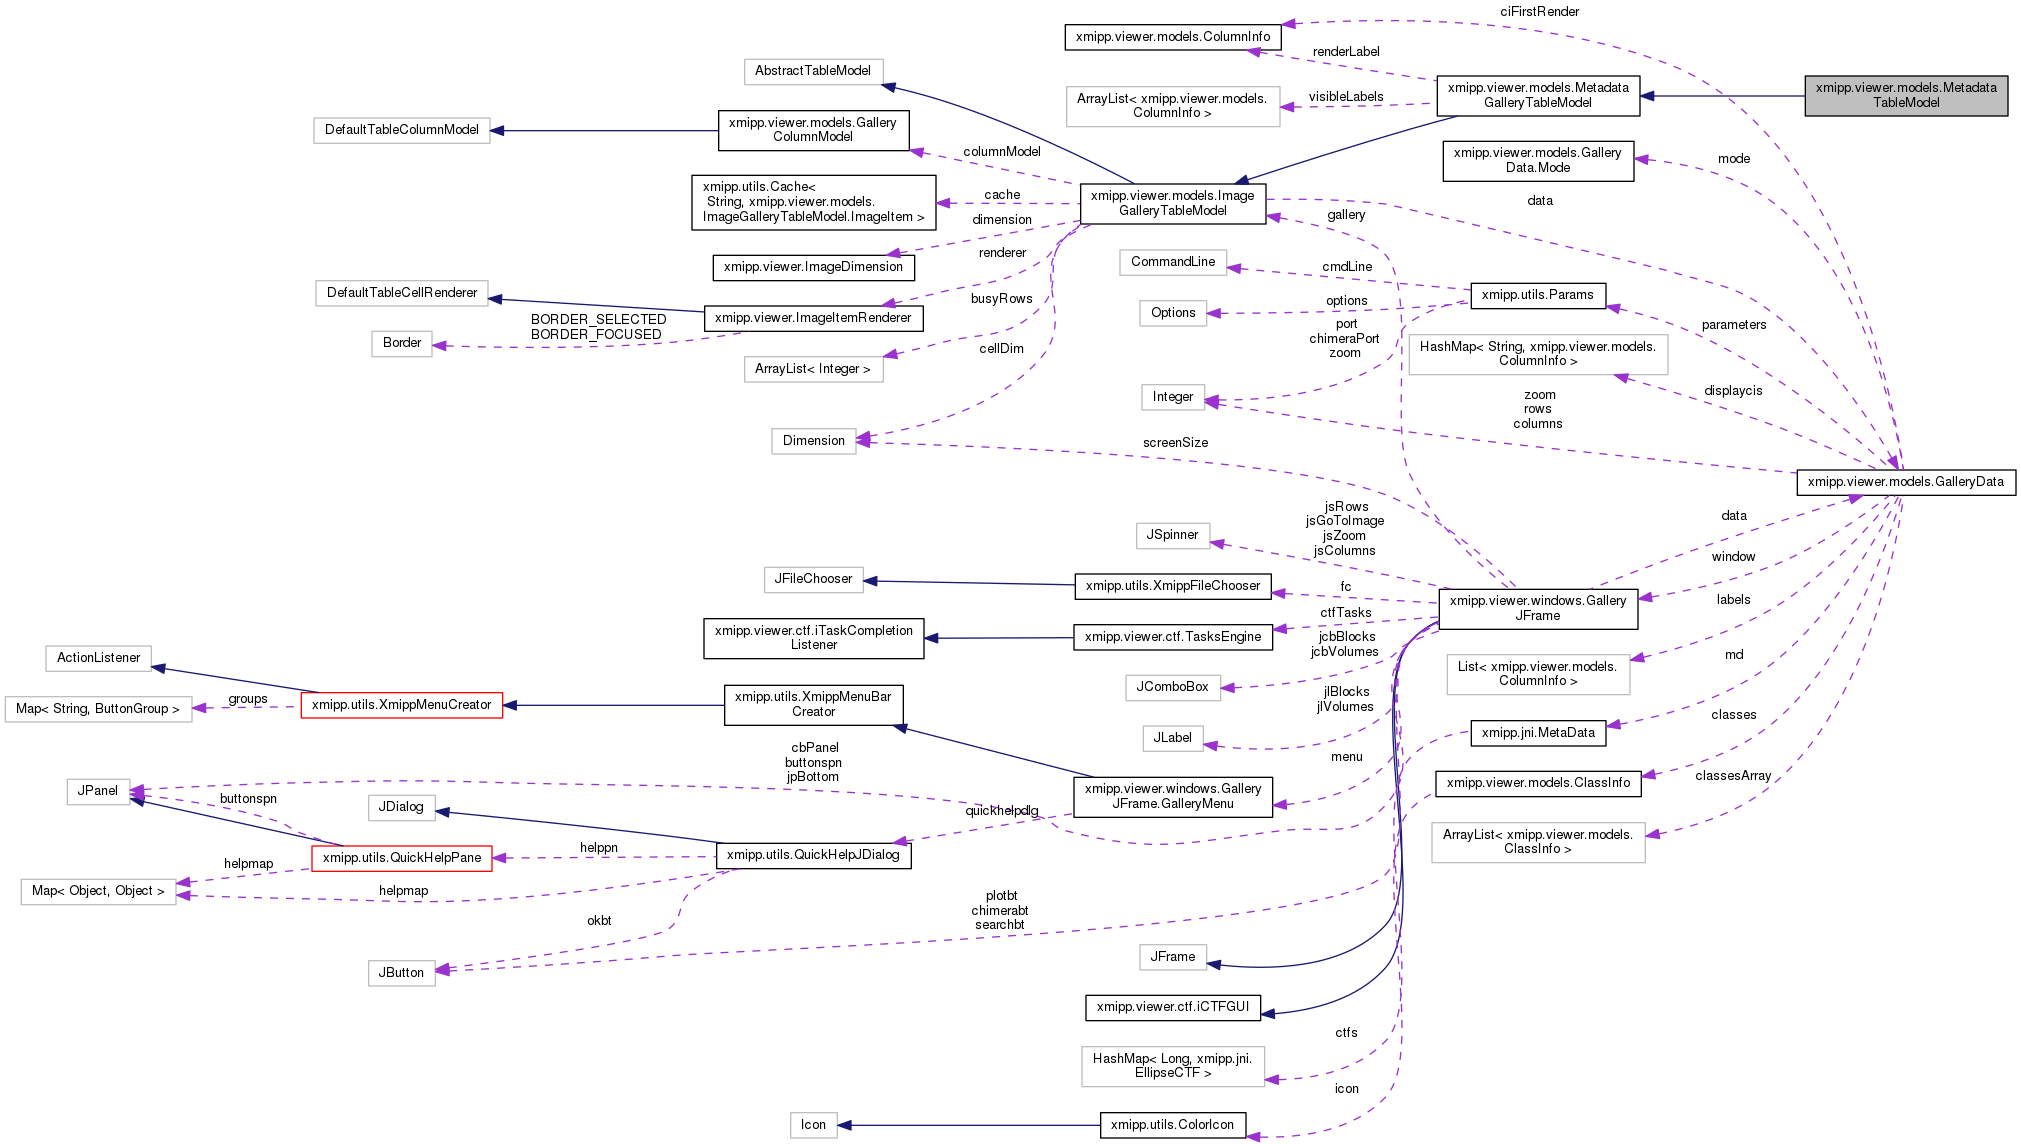 ciFirstRender
xmipp.viewer.models.ColumnInfo
renderLabel
AbstractTableModel
xmipp.viewer.models.Metadata
GalleryTableModel
xmipp.viewer.models.Metadata
TableModel
ArrayList< xmipp.viewer.models.
ColumnInfo >
visibleLabels
DefaultTableColumnModel
xmipp.viewer.models.Gallery
ColumnModel
columnModel
xmipp.viewer.models.Gallery
Data.Mode
mode
xmipp.utils.Cache<
String, xmipp.viewer.models.
ImageGalleryTableModel.ImageItem >
cache
xmipp.viewer.models.Image
GalleryTableModel
data
dimension
gallery
xmipp.viewer.ImageDimension
renderer
CommandLine
cmdLine
DefaultTableCellRenderer
busyRows
xmipp.utils.Params
options
Options
xmipp.viewer.ImageItemRenderer
BORDER_SELECTED
BORDER_FOCUSED
Border
port
chimeraPort
zoom
parameters
cellDim
HashMap< String, xmipp.viewer.models.
ColumnInfo >
ArrayList< Integer >
displaycis
Integer
zoom
rows
columns
Dimension
screenSize
xmipp.viewer.models.GalleryData
jsRows
jsGoToImage
jsZoom
jsColumns
JSpinner
data
window
JFileChooser
xmipp.utils.XmippFileChooser
fc
xmipp.viewer.windows.Gallery
JFrame
labels
ctfTasks
xmipp.viewer.ctf.iTaskCompletion
Listener
xmipp.viewer.ctf.TasksEngine
jcbBlocks
jcbVolumes
ActionListener
JComboBox
List< xmipp.viewer.models.
ColumnInfo >
md
Map< String, ButtonGroup >
groups
xmipp.utils.XmippMenuCreator
xmipp.utils.XmippMenuBar
Creator
jlBlocks
jlVolumes
classes
JLabel
xmipp.jni.MetaData
cbPanel
buttonspn
jpBottom
menu
classesArray
JPanel
buttonspn
JDialog
xmipp.viewer.windows.Gallery
JFrame.GalleryMenu
xmipp.viewer.models.ClassInfo
quickhelpdlg
ArrayList< xmipp.viewer.models.
ClassInfo >
helpmap
xmipp.utils.QuickHelpPane
helppn
xmipp.utils.QuickHelpJDialog
Map< Object, Object >
helpmap
okbt
plotbt
chimerabt
searchbt
JButton
JFrame
xmipp.viewer.ctf.iCTFGUI
ctfs
HashMap< Long, xmipp.jni.
EllipseCTF >
icon
Icon
xmipp.utils.ColorIcon